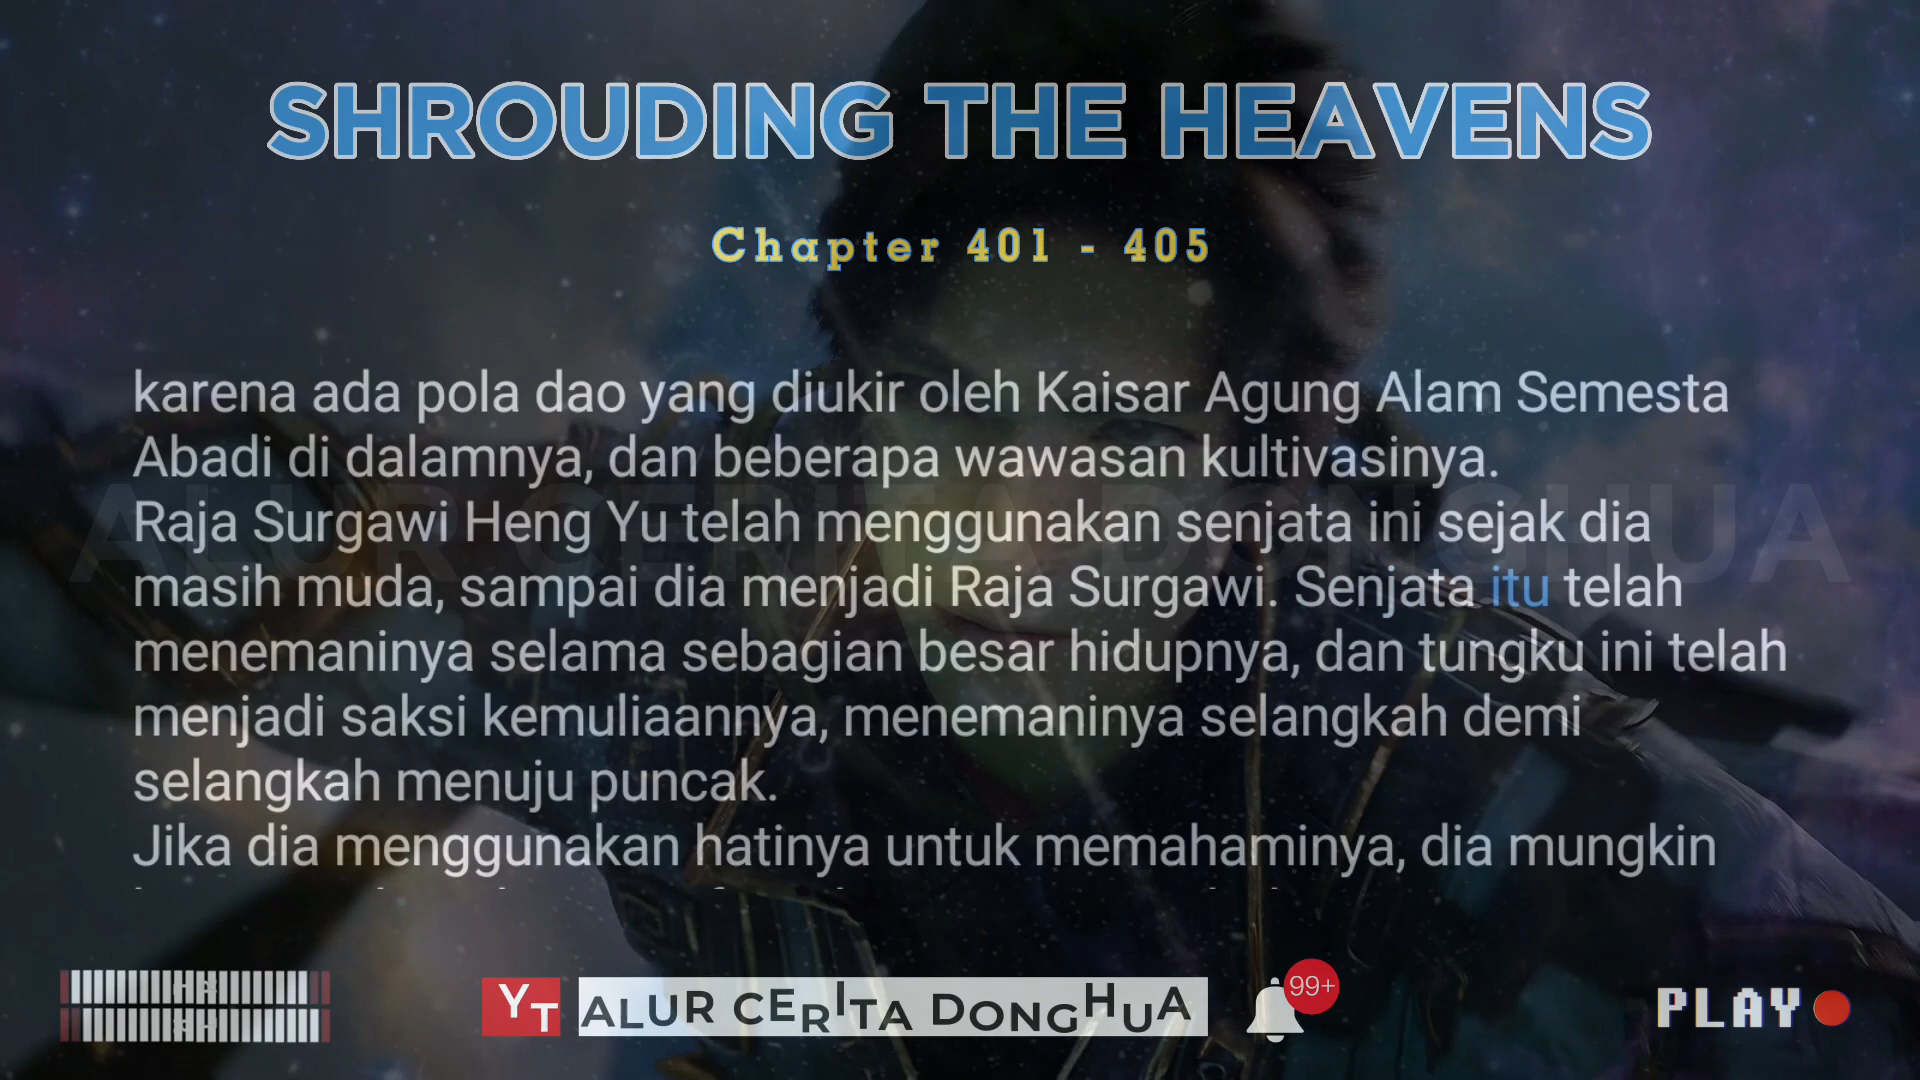 SHROUDING THE HEAVENS
Chapter 401 - 405
karena ada pola dao yang diukir oleh Kaisar Agung Alam Semesta
Abadi di dalamnya, dan beberapa wawasan kultivasinya.
Raja Surgawi Heng Yu telah menggunakan senjata ini sejak dia
masih muda, sampai dia menjadi Raja Surgawi. Senjata itu telah
menemaninya selama sebagian besar hidupnya, dan tungku ini telah
menjadi saksi kemuliaannya, menemaninya selangkah demi
selangkah menuju puncak.
Jika dia menggunakan hatinya untuk memahaminya, dia mungkin
ALUR CERITA DONGHUA
YT ALUR CERITA DONGHUA
99+
PLAY